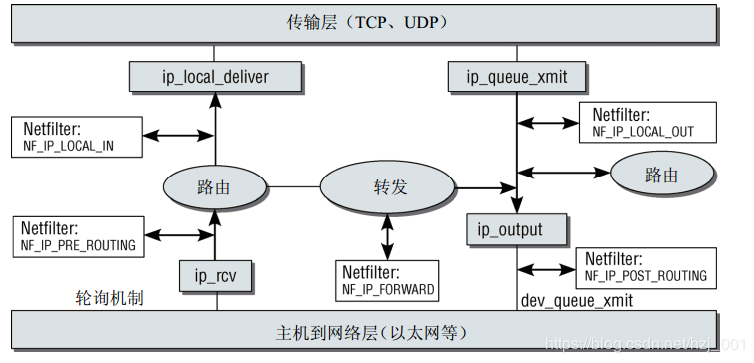 传输层（TCP、UDP）
ip_local_deliver
ip_queue_xmit
Netfilter:
NF_IP_LOCAL_IN
Netfilter:
NF_IP_LOCAL_OUT
路由
转发
路由
Netfilter:
NF_IP_PRE_ROUTING
ip_output
ip_rcv
Netfilter:
NF_IP_FORWARD
Netfilter:
NF_IP_POST_ROUTING
轮询机制
dev_queue_xmit
主机到网络层（以太网等）